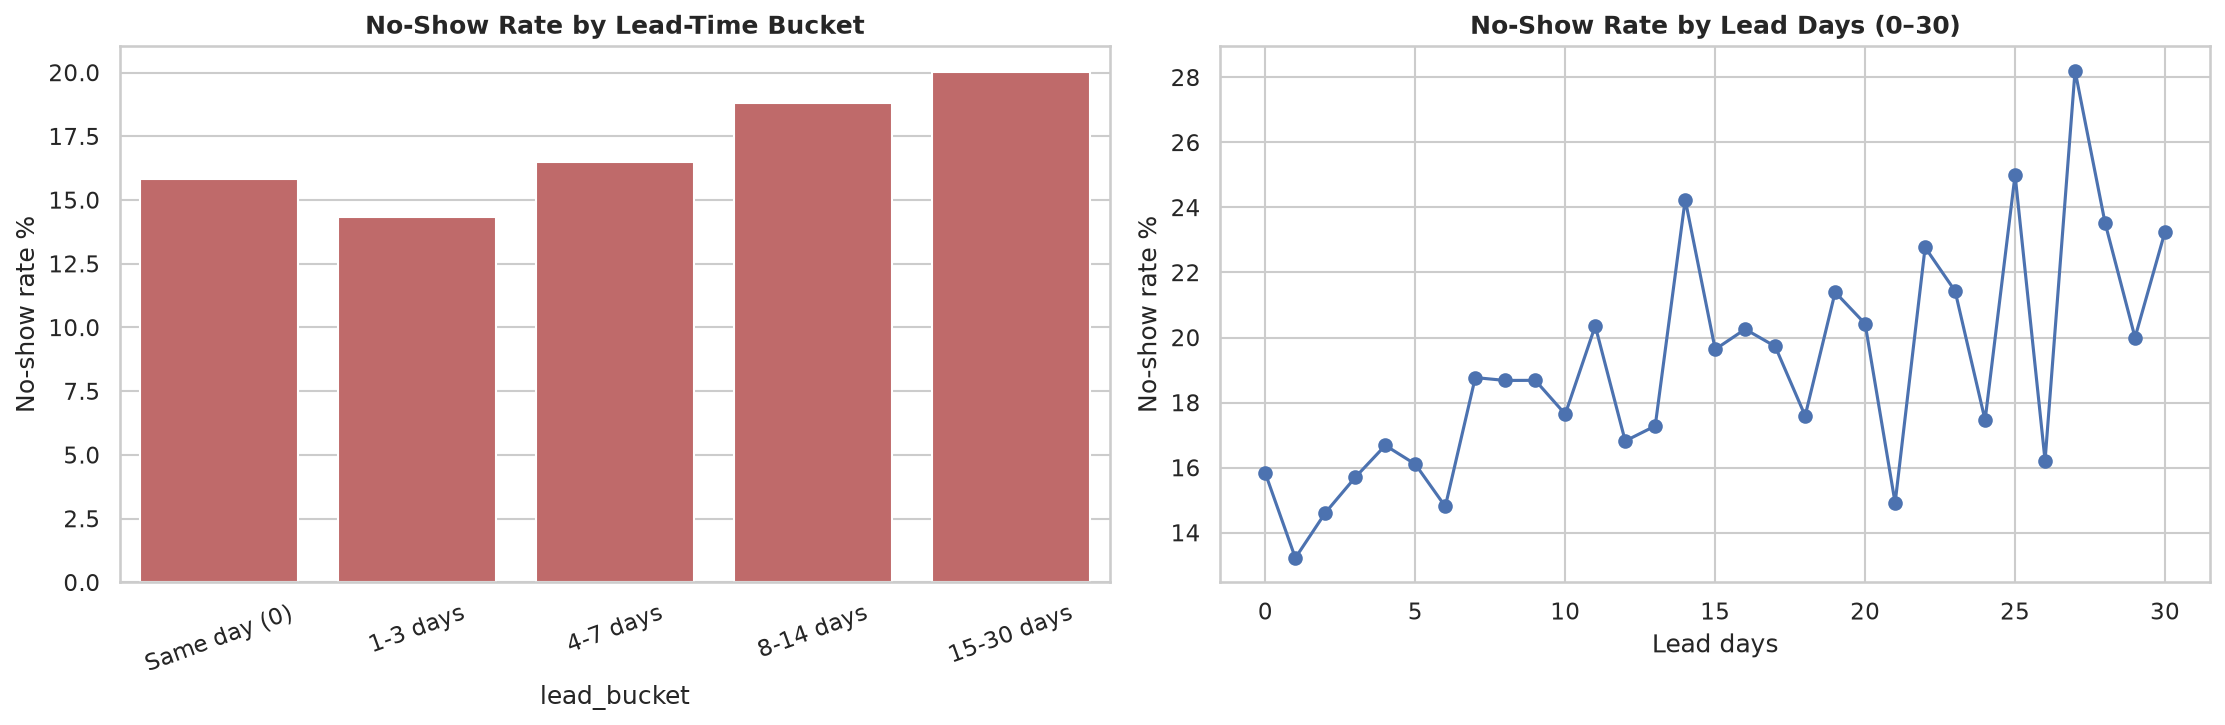 No-Show Rate by Lead-Time Bucket
No-show rate %
20.0
17.5
15.0
12.5
10.0
7.5
5.0
2.5
0.0
Same day (0)
1-3 days
4-7 days
8-14 days
15-30 days
lead_bucket
No-Show Rate by Lead Days (0–30)
No-show rate %
28
26
24
22
20
18
16
14
0
5
10
15
20
25
30
Lead days